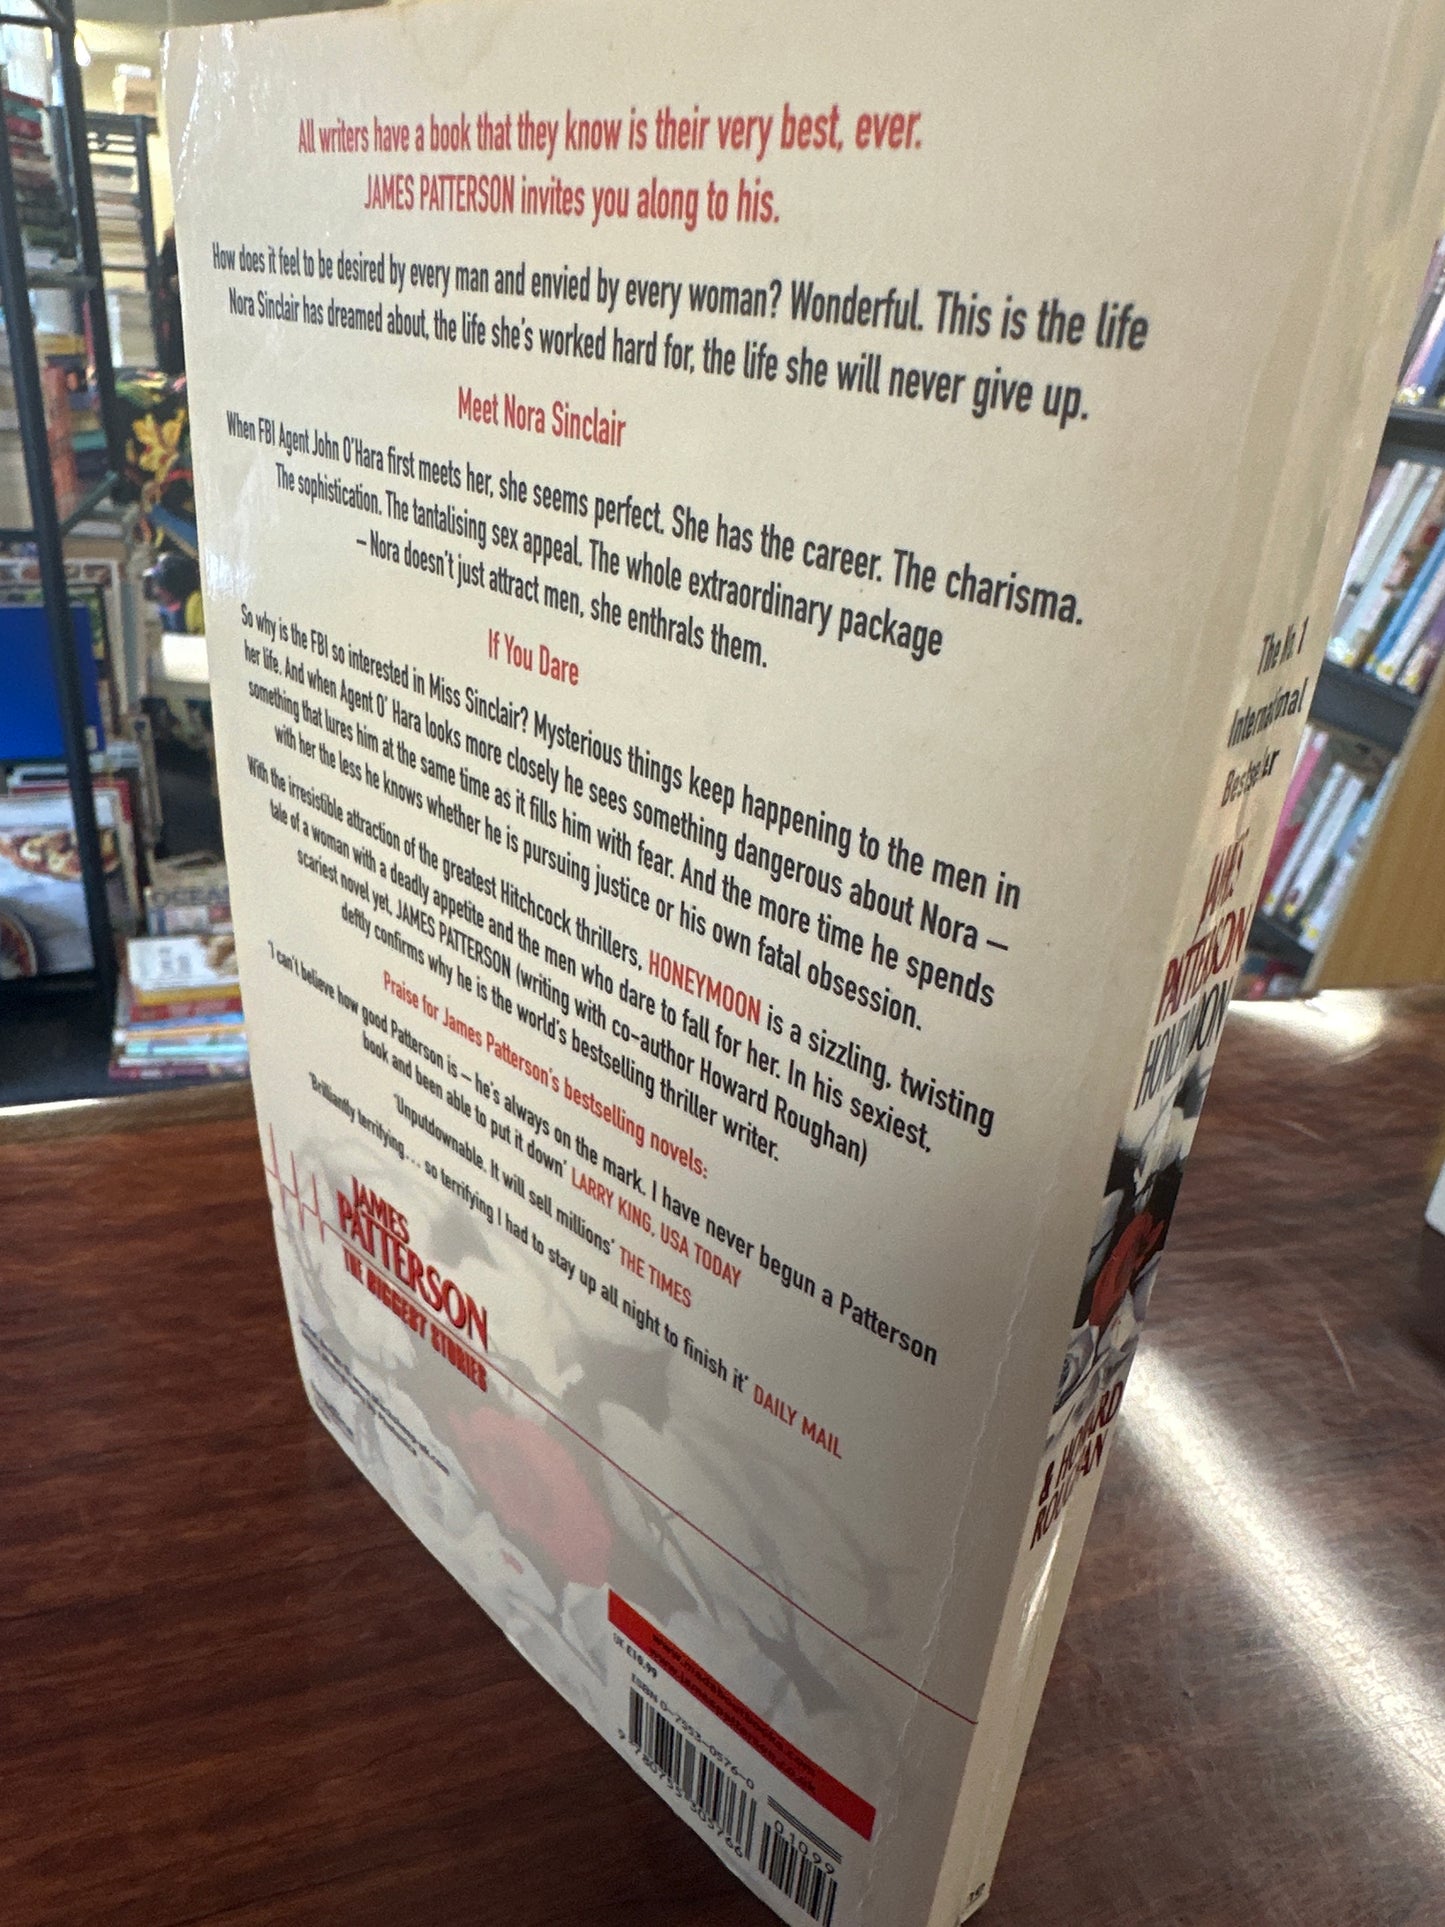 All writers have a book that they know is their very best, ever.
JAMES PATTERSON invites you along to his.
How does it feel to be desired by every man and envied by every woman? Wonderful. This is the life
Nora Sinclair has dreamed about, the life she's worked hard for, the life she will never give up.
Meet Nora Sinclair
When FBI Agent John O'Hara first meets her, she seems perfect. She has the career. The charisma.
The sophistication. The tantalising sex appeal. The whole extraordinary package
– Nora doesn't just attract men, she enthrals them.
If You Dare
So why is the FBI so interested in Miss Sinclair? Mysterious things keep happening to the men in
her life. And when Agent O' Hara looks more closely he sees something dangerous about Nora –
something that lures him at the same time as it fills him with fear. And the more time he spends
with her the less he knows whether he is pursuing justice or his own fatal obsession.
With the irresistible attraction of the greatest Hitchcock thrillers, HONEYMOON is a sizzling, twisting
tale of a woman with a deadly appetite and the men who dare to fall for her. In his sexiest,
scariest novel yet, JAMES PATTERSON (writing with co-author Howard Roughan)
deftly confirms why he is the world's bestselling thriller writer.
Praise for James Patterson's bestselling novels:
'I can't believe how good Patterson is – he's always on the mark. I have never begun a Patterson
book and been able to put it down' LARRY KING, USA TODAY
'Unputdownable. It will sell millions' THE TIMES
'Brilliantly terrifying... so terrifying I had to stay up all night to finish it' DAILY MAIL
JAMES
PATTERSON
THE BIGGEST STORIES
UK £10.99
ISBN 0-7553-0576-0
9 780755 305766
01099
The No. 1
International
Bestseller
JAMES
PATTERSON
HONEYMOON
& HOWARD
ROUGHAN
OCEAN